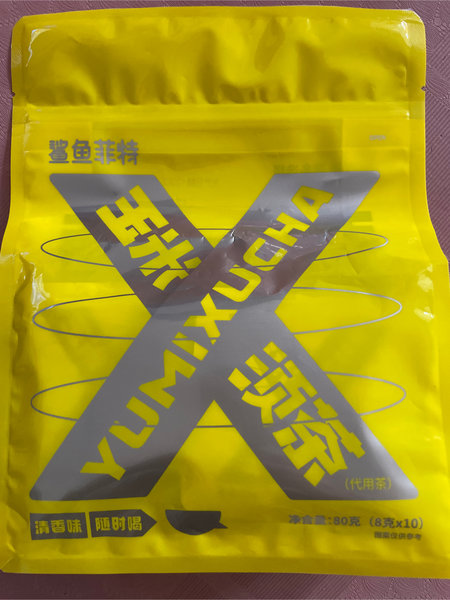 鲨鱼菲特
玉米
YUMIXUCHA
须茶
(代用茶)
清香味 随时喝
净含量:80克 (8克x10)
图案仅供参考